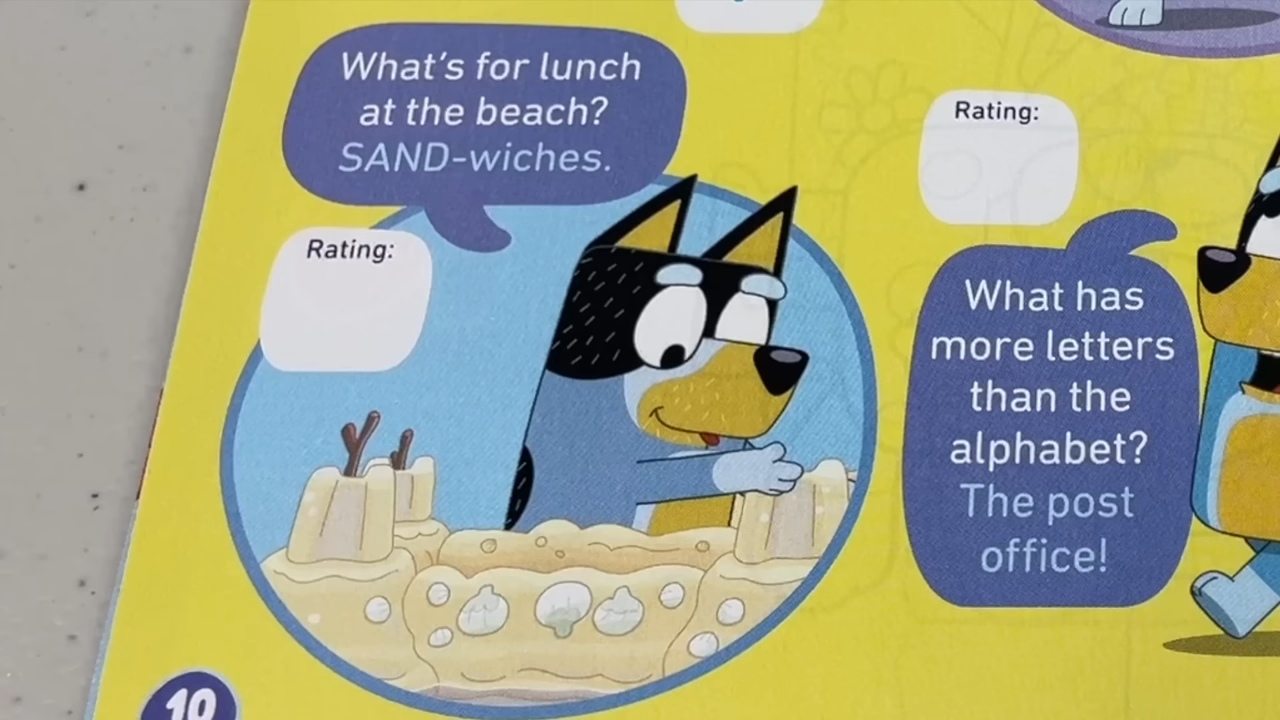 What's for lunch
at the beach?
SAND-wiches.
Rating:
Rating:
What has
more letters
than the
alphabet?
The post
office!
10